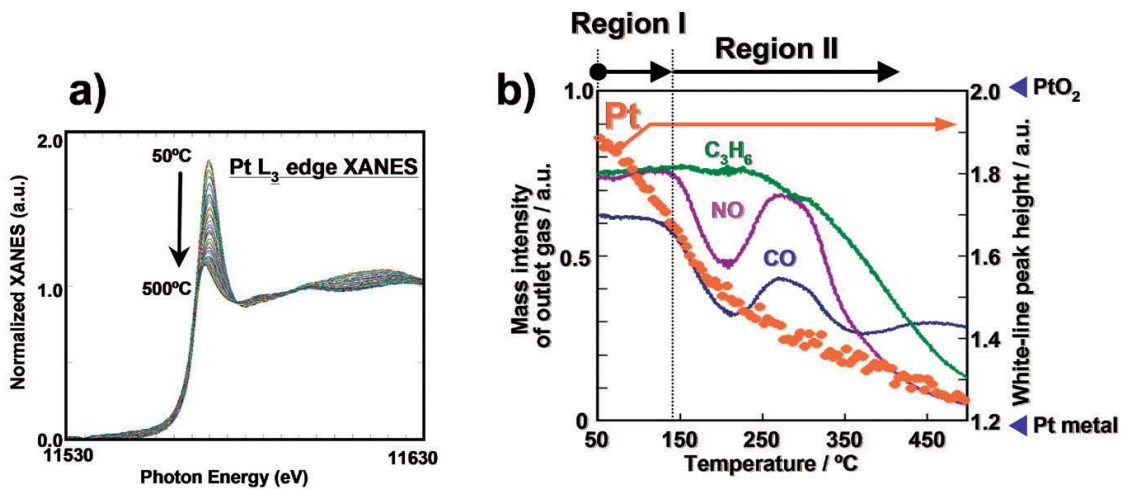 a)
Pt L3 edge XANES
50ºC
500ºC
2.0
1.0
0.0
11530
11630
Normalized XANES (a.u.)
Photon Energy (eV)
b)
Region I
Region II
Pt
C3H6
NO
CO
1.0
0.5
0
50
150
250
350
450
Temperature / ºC
Mass intensity
of outlet gas / a.u.
2.0
1.8
1.6
1.4
1.2
White-line peak height / a.u.
PtO2
Pt metal